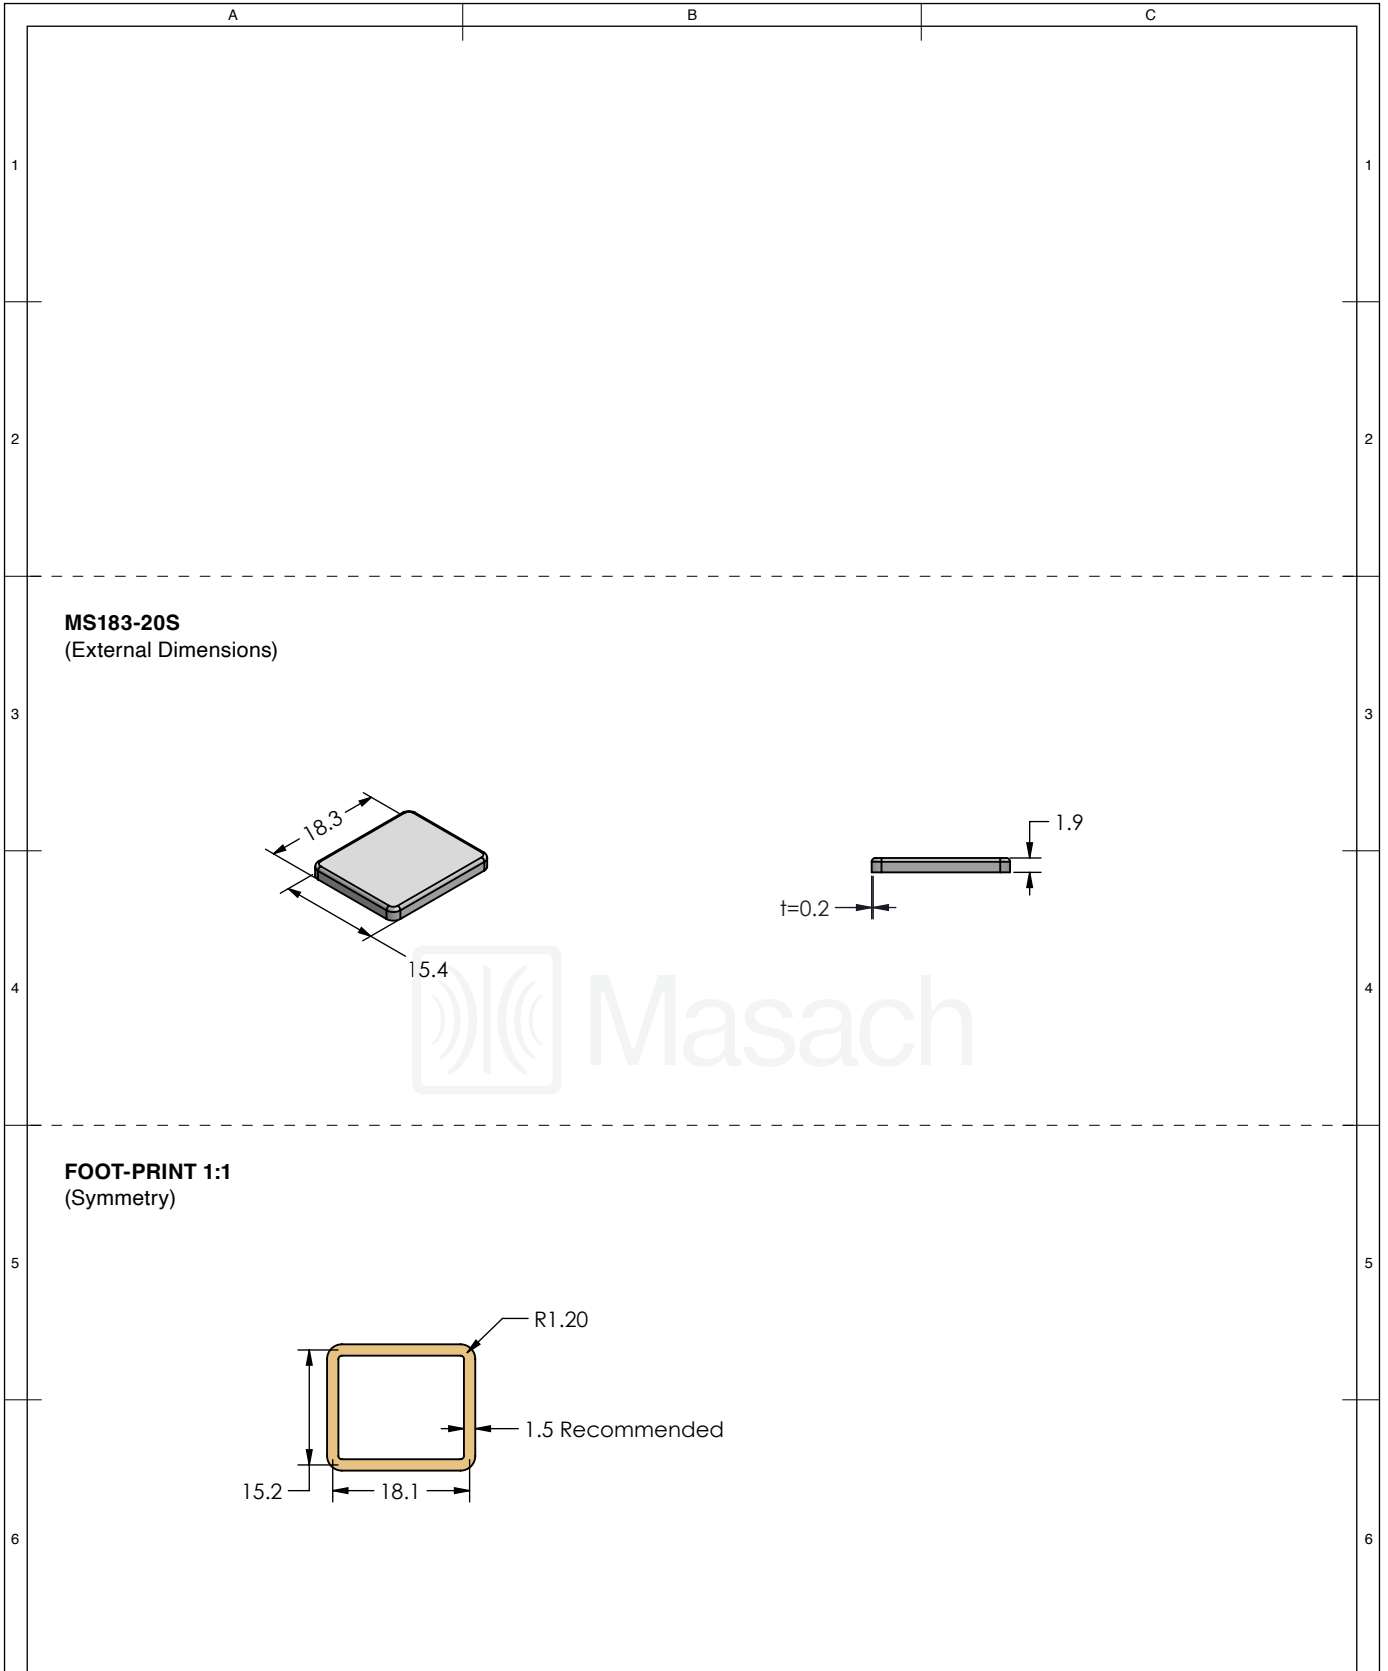 A B C
1 1
2 2
MS183-20S
(External Dimensions)
3 3
18.3
1.9
t=0.2
15.4
Masach
4 4
FOOT-PRINT 1:1
(Symmetry)
5 5
R1.20
1.5 Recommended
15.2 18.1
6 6